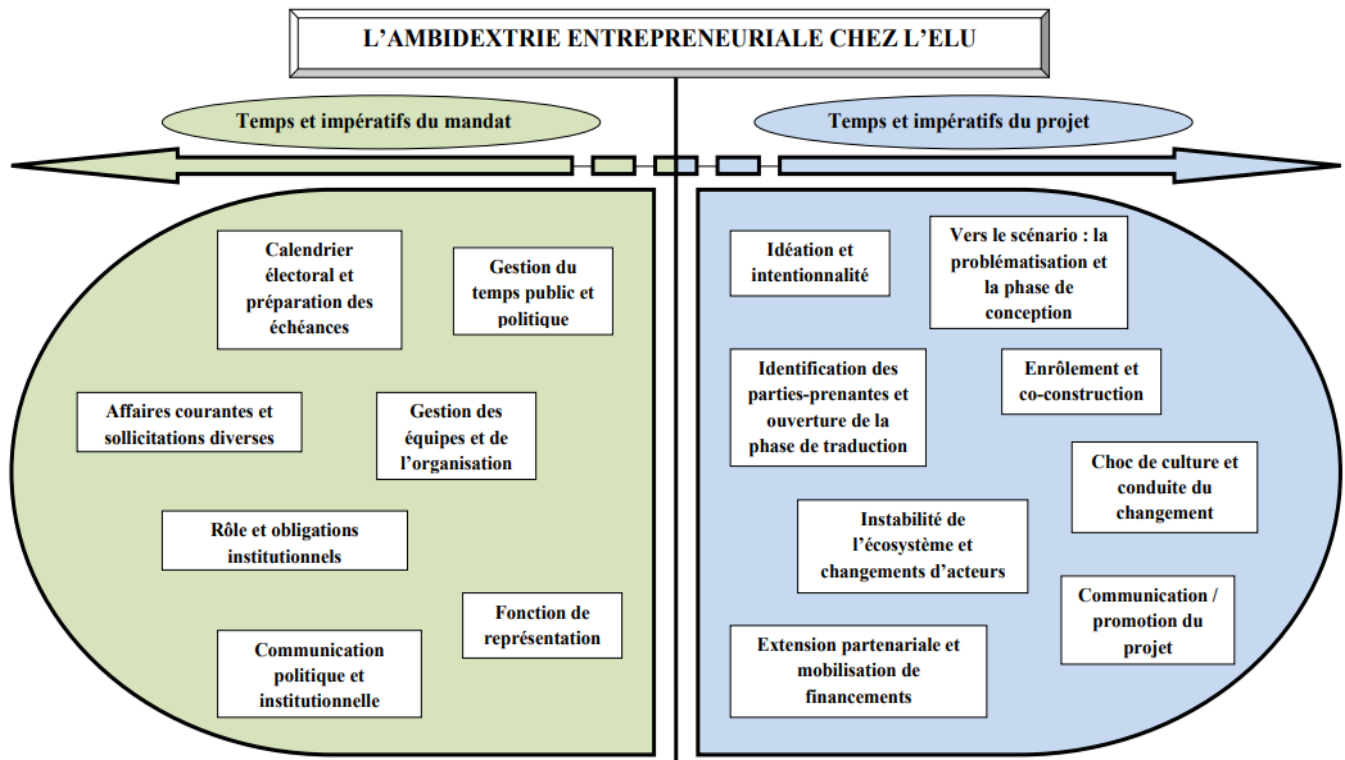 L'AMBIDEXTRIE ENTREPRENEURIALE CHEZ L'ELU
Temps et impératifs du mandat
Temps et impératifs du projet
Calendrier
électoral et
préparation des
échéances
Gestion du
temps public et
politique
Affaires courantes et
sollicitations diverses
Gestion des
équipes et de
l'organisation
Rôle et obligations
institutionnels
Fonction de
représentation
Communication
politique et
institutionnelle
Idéation et
intentionnalité
Vers le scénario : la
problématisation et
la phase de
conception
Identification des
parties-prenantes et
ouverture de la
phase de traduction
Enrôlement et
co-construction
Choc de culture et
conduite du
changement
Instabilité de
l'écosystème et
changements d'acteurs
Communication /
promotion du
projet
Extension partenariale et
mobilisation de
financements